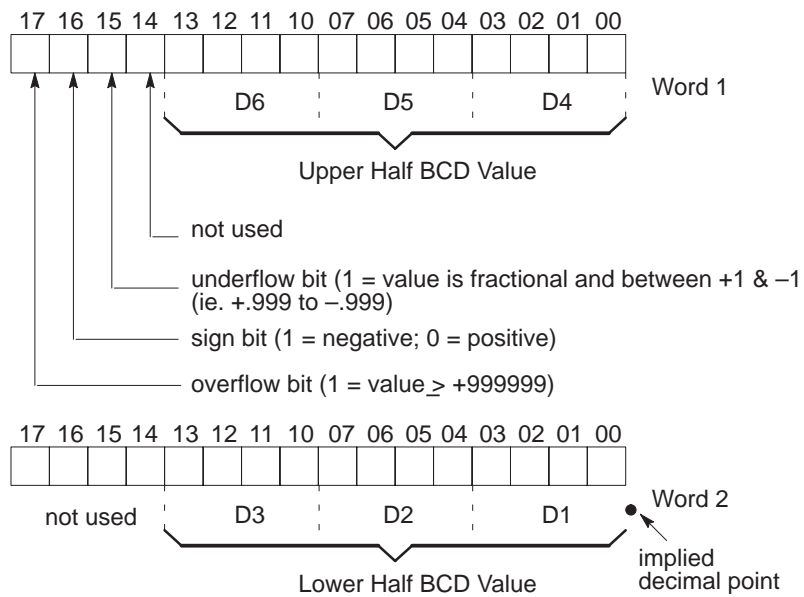 17 16 15 14 13 12 11 10 07 06 05 04 03 02 01 00
Word 1
D6 D5 D4
Upper Half BCD Value
not used
underflow bit (1 = value is fractional and between +1 & –1
(ie. +.999 to –.999)
sign bit (1 = negative; 0 = positive)
overflow bit (1 = value ≥ +999999)
17 16 15 14 13 12 11 10 07 06 05 04 03 02 01 00
Word 2
not used D3 D2 D1
implied
decimal point
Lower Half BCD Value